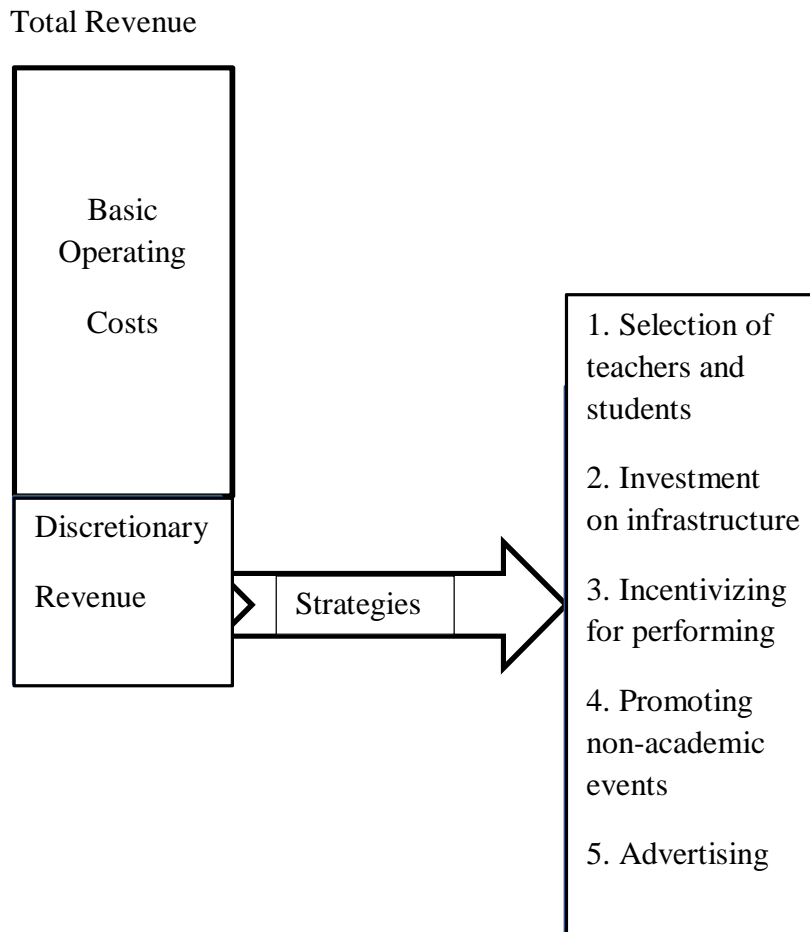 Total Revenue
Basic
Operating
Costs
Discretionary
Revenue
Strategies
1. Selection of
teachers and
students
2. Investment
on infrastructure
3. Incentivizing
for performing
4. Promoting
non-academic
events
5. Advertising